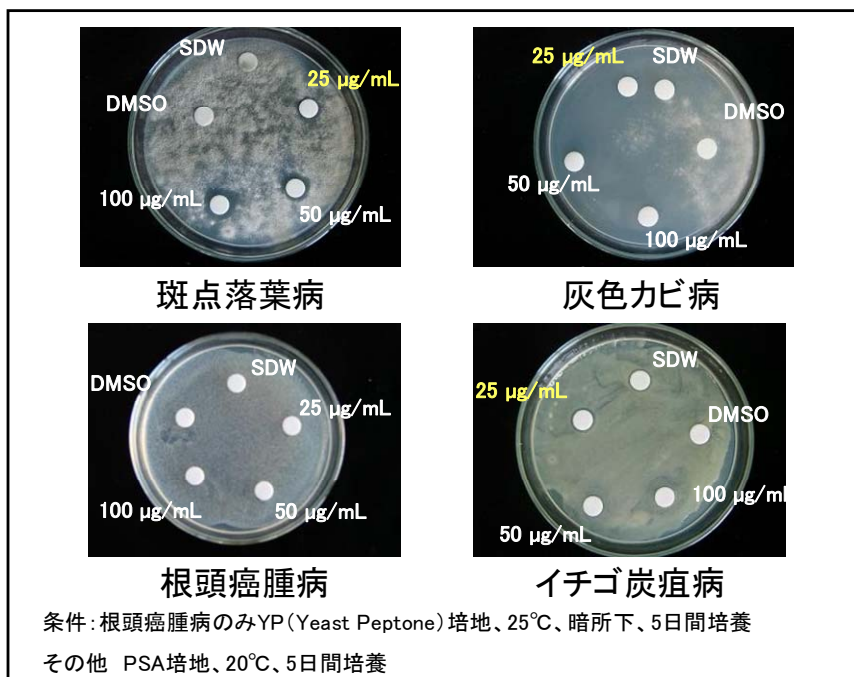 SDW
25 μg/mL
DMSO
100 μg/mL
50 μg/mL
斑点落葉病
25 μg/mL
SDW
DMSO
50 μg/mL
100 μg/mL
灰色カビ病
DMSO
SDW
25 μg/mL
100 μg/mL
50 μg/mL
根頭癌腫病
SDW
25 μg/mL
DMSO
100 μg/mL
50 μg/mL
イチゴ炭疽病
条件:根頭癌腫病のみYP(Yeast Peptone)培地、25℃、暗所下、5日間培養
その他 PSA培地、20℃、5日間培養